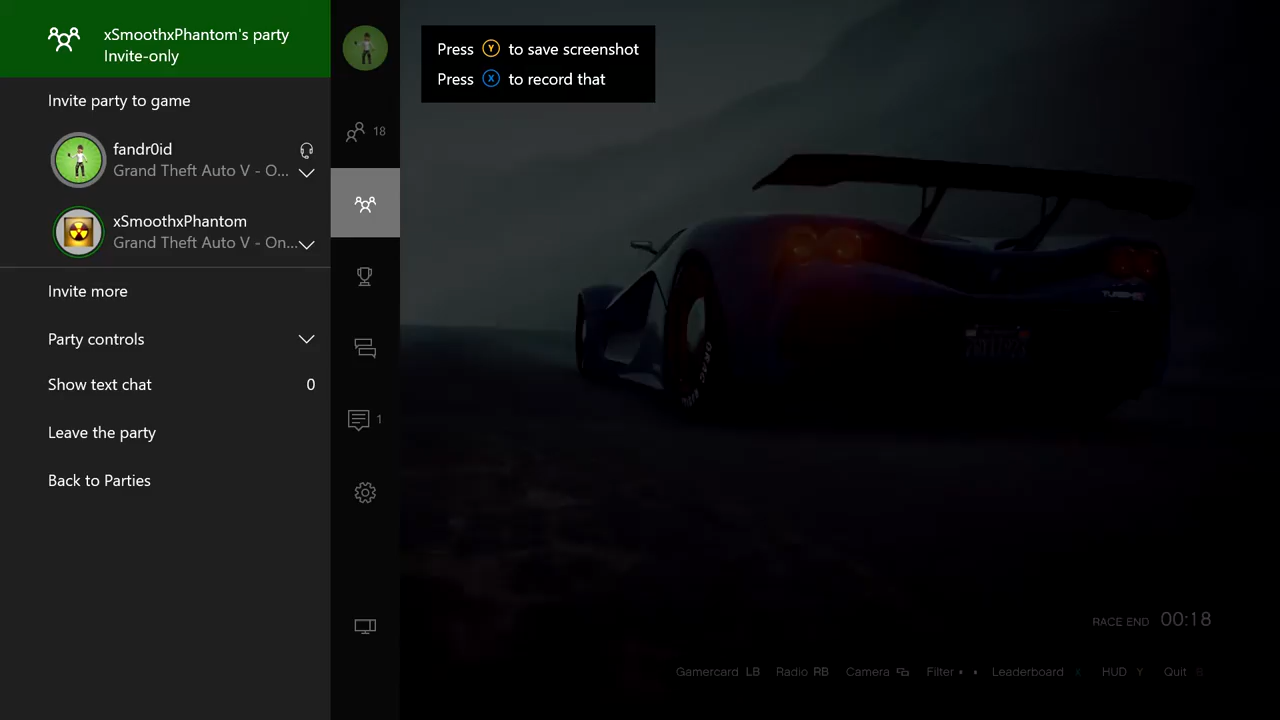 xSmoothxPhantom's party
Invite-only
Invite party to game
fandr0id
Grand Theft Auto V - O...
xSmoothxPhantom
Grand Theft Auto V - On...
Invite more
Party controls
Show text chat 0
Leave the party
Back to Parties
18
1
Press Y to save screenshot
Press X to record that
RACE END 00:18
Gamercard LB Radio RB Camera Filter Leaderboard X HUD Y Quit B